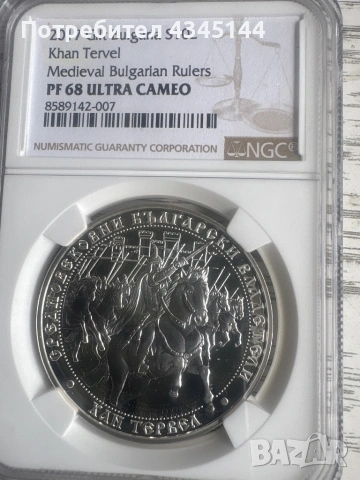 Потребител 4345144
Khan Tervel
Medieval Bulgarian Rulers
PF 68 ULTRA CAMEO
8589142-007
NUMISMATIC GUARANTY CORPORATION
NGC
СРЕДНОВЕКОВНИ БЪЛГАРСКИ ВЛАДЕТЕЛИ
ХАН ТЕРВЕЛ
BAZAR